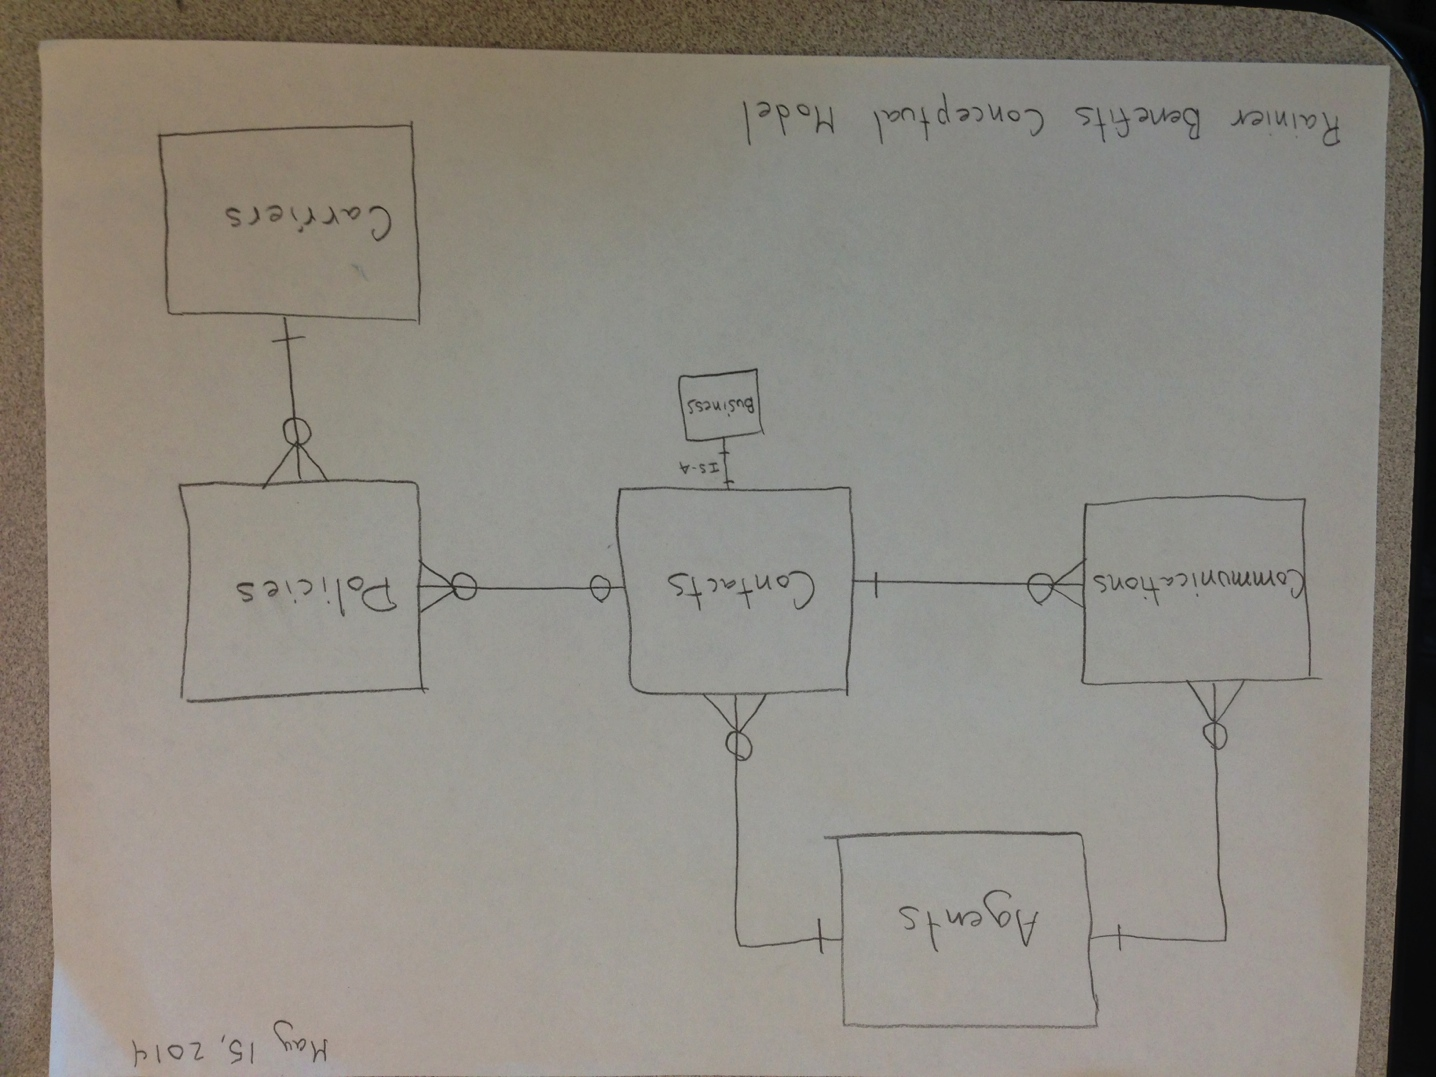 May 15, 2014
Agents
Communications
Contacts
Policies
IS-A
Business
Carriers
Rainier Benefits Conceptual Model